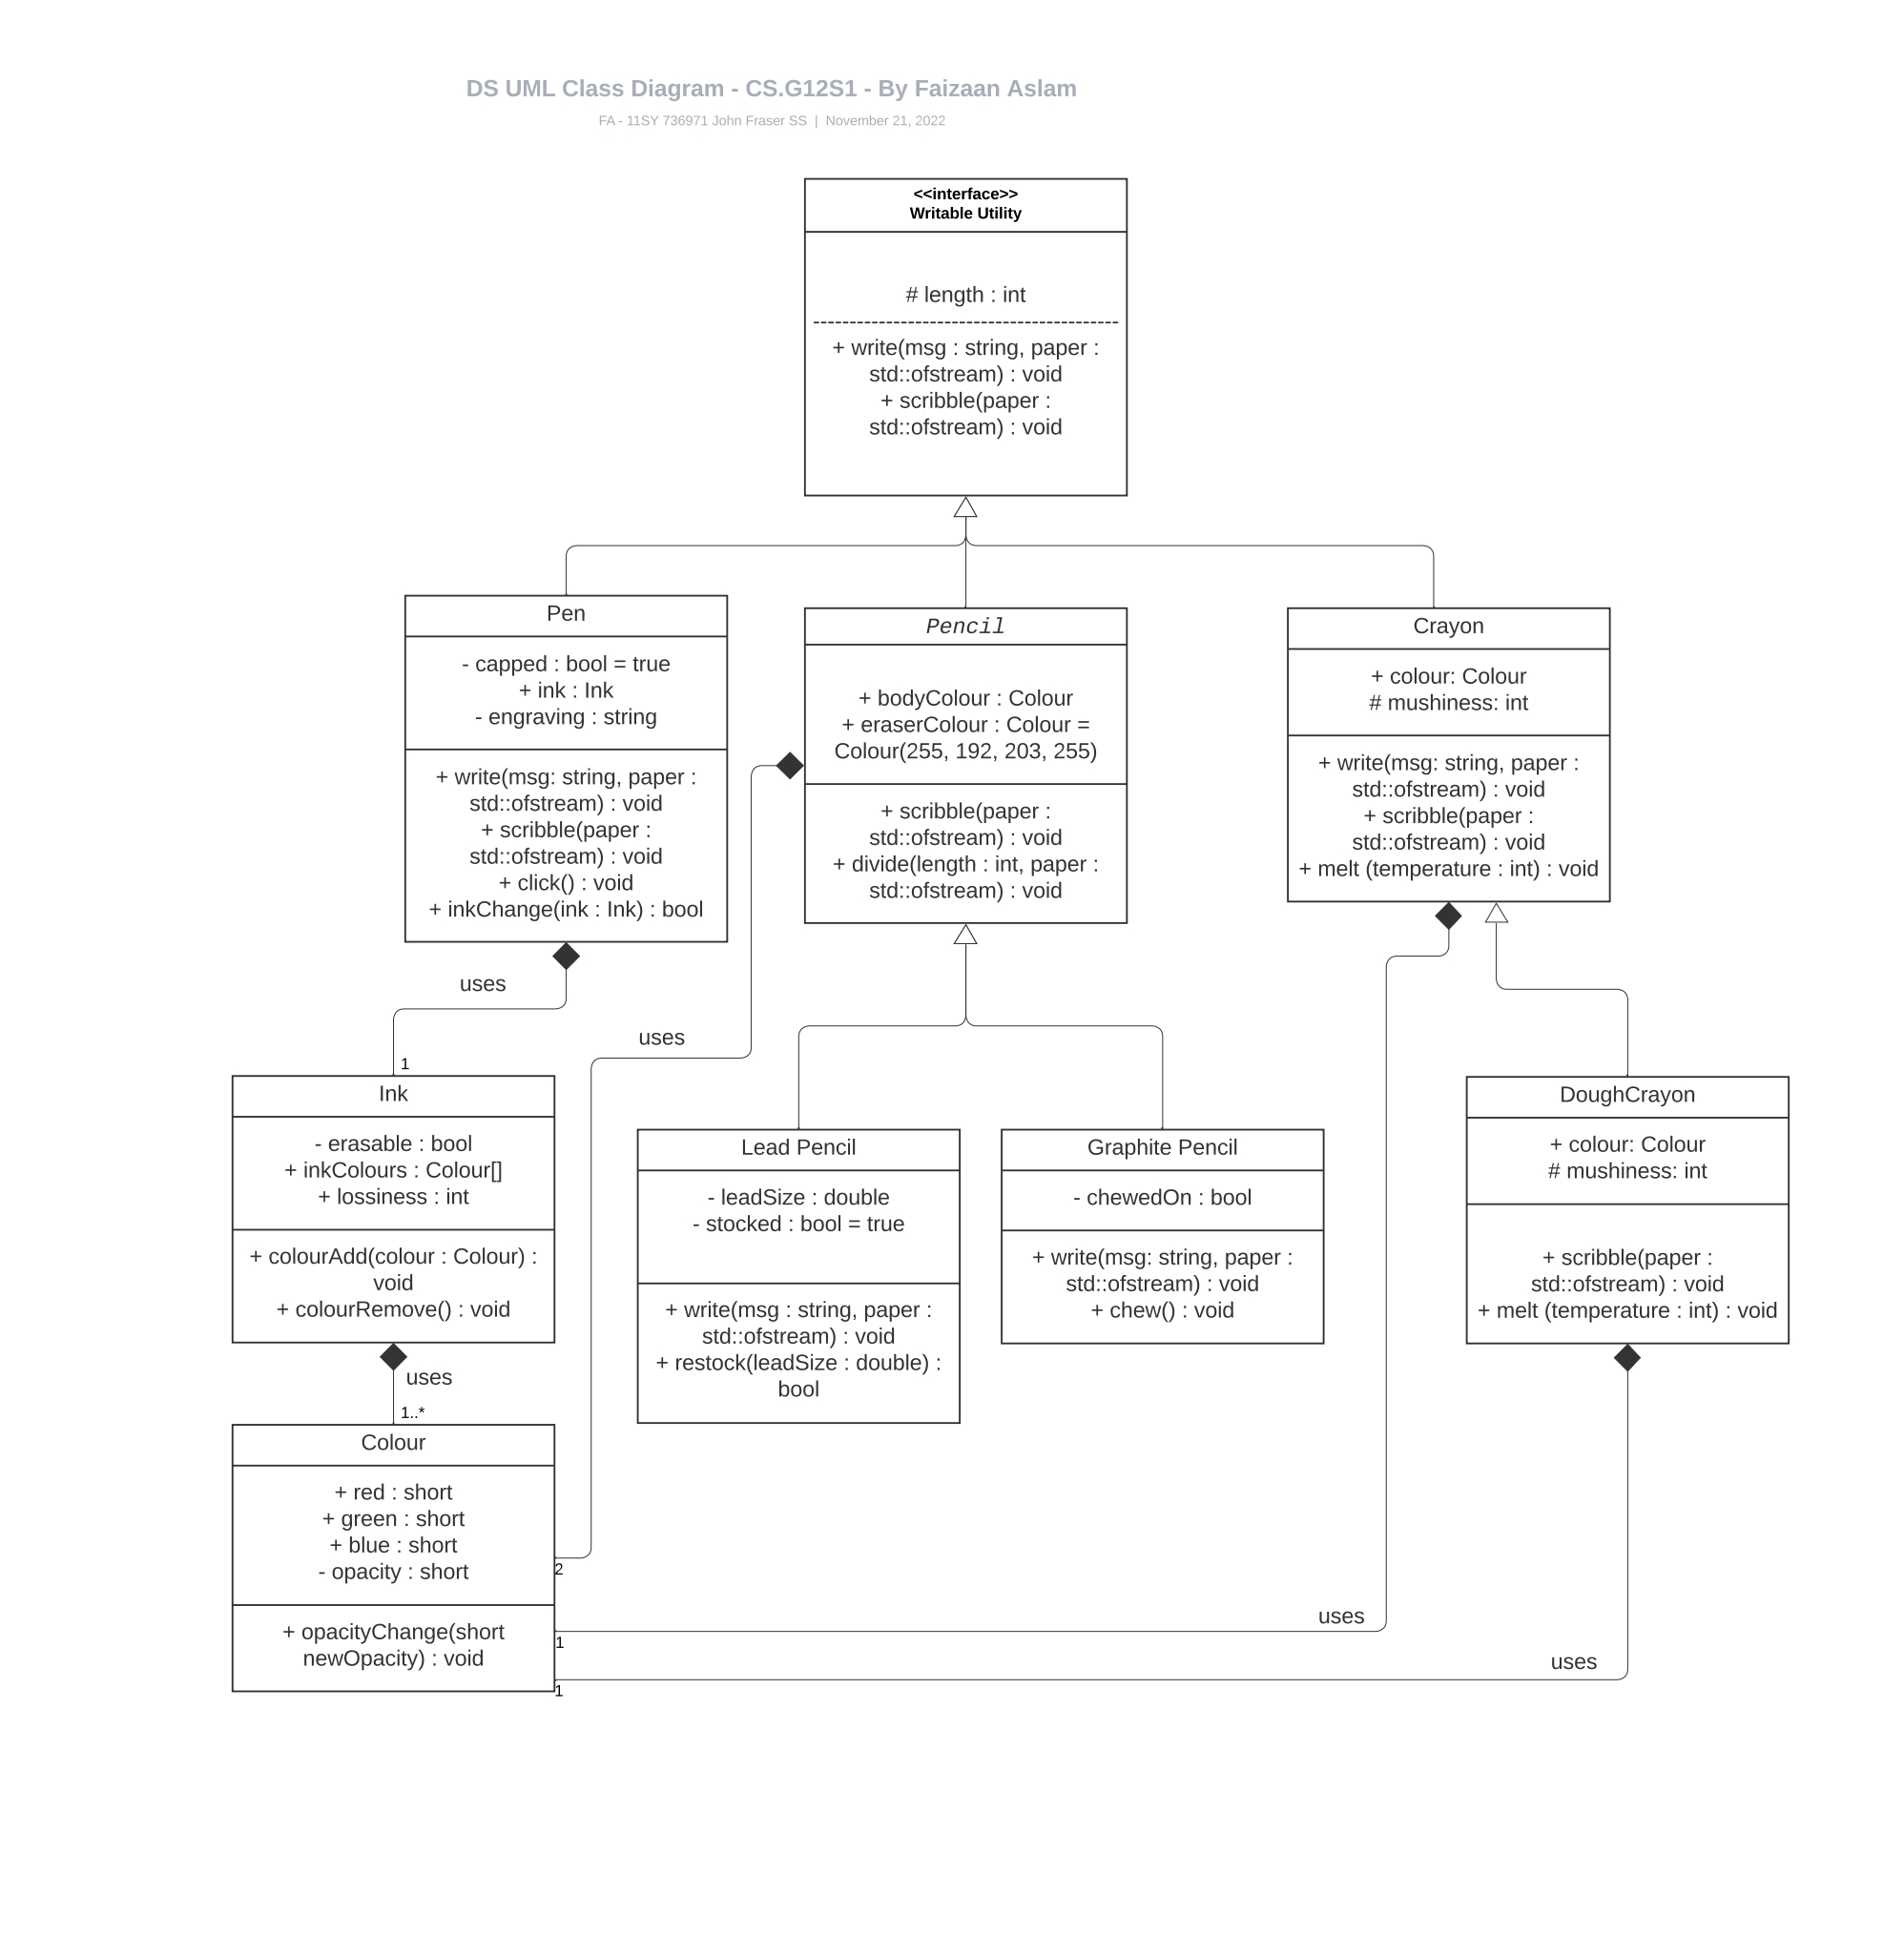 DS UML Class Diagram - CS.G12S1 - By Faizaan Aslam
FA - 11SY 736971 John Fraser SS | November 21, 2022
<<interface>>
Writable Utility
# length : int
+ write(msg : string, paper :
std::ofstream) : void
+ scribble(paper :
std::ofstream) : void
Pen
- capped : bool = true
+ ink : Ink
- engraving : string
+ write(msg: string, paper :
std::ofstream) : void
+ scribble(paper :
std::ofstream) : void
+ click() : void
+ inkChange(ink : Ink) : bool
Pencil
+ bodyColour : Colour
+ eraserColour : Colour =
Colour(255, 192, 203, 255)
+ scribble(paper :
std::ofstream) : void
+ divide(length : int, paper :
std::ofstream) : void
Crayon
+ colour: Colour
# mushiness: int
+ write(msg: string, paper :
std::ofstream) : void
+ scribble(paper :
std::ofstream) : void
+ melt (temperature : int) : void
uses
uses
1
Ink
- erasable : bool
+ inkColours : Colour[]
+ lossiness : int
+ colourAdd(colour : Colour) :
void
+ colourRemove() : void
Lead Pencil
- leadSize : double
- stocked : bool = true
+ write(msg : string, paper :
std::ofstream) : void
+ restock(leadSize : double) :
bool
Graphite Pencil
- chewedOn : bool
+ write(msg: string, paper :
std::ofstream) : void
+ chew() : void
DoughCrayon
+ colour: Colour
# mushiness: int
+ scribble(paper :
std::ofstream) : void
+ melt (temperature : int) : void
uses
1..*
Colour
+ red : short
+ green : short
+ blue : short
- opacity : short
+ opacityChange(short
newOpacity) : void
2
uses
1
uses
1